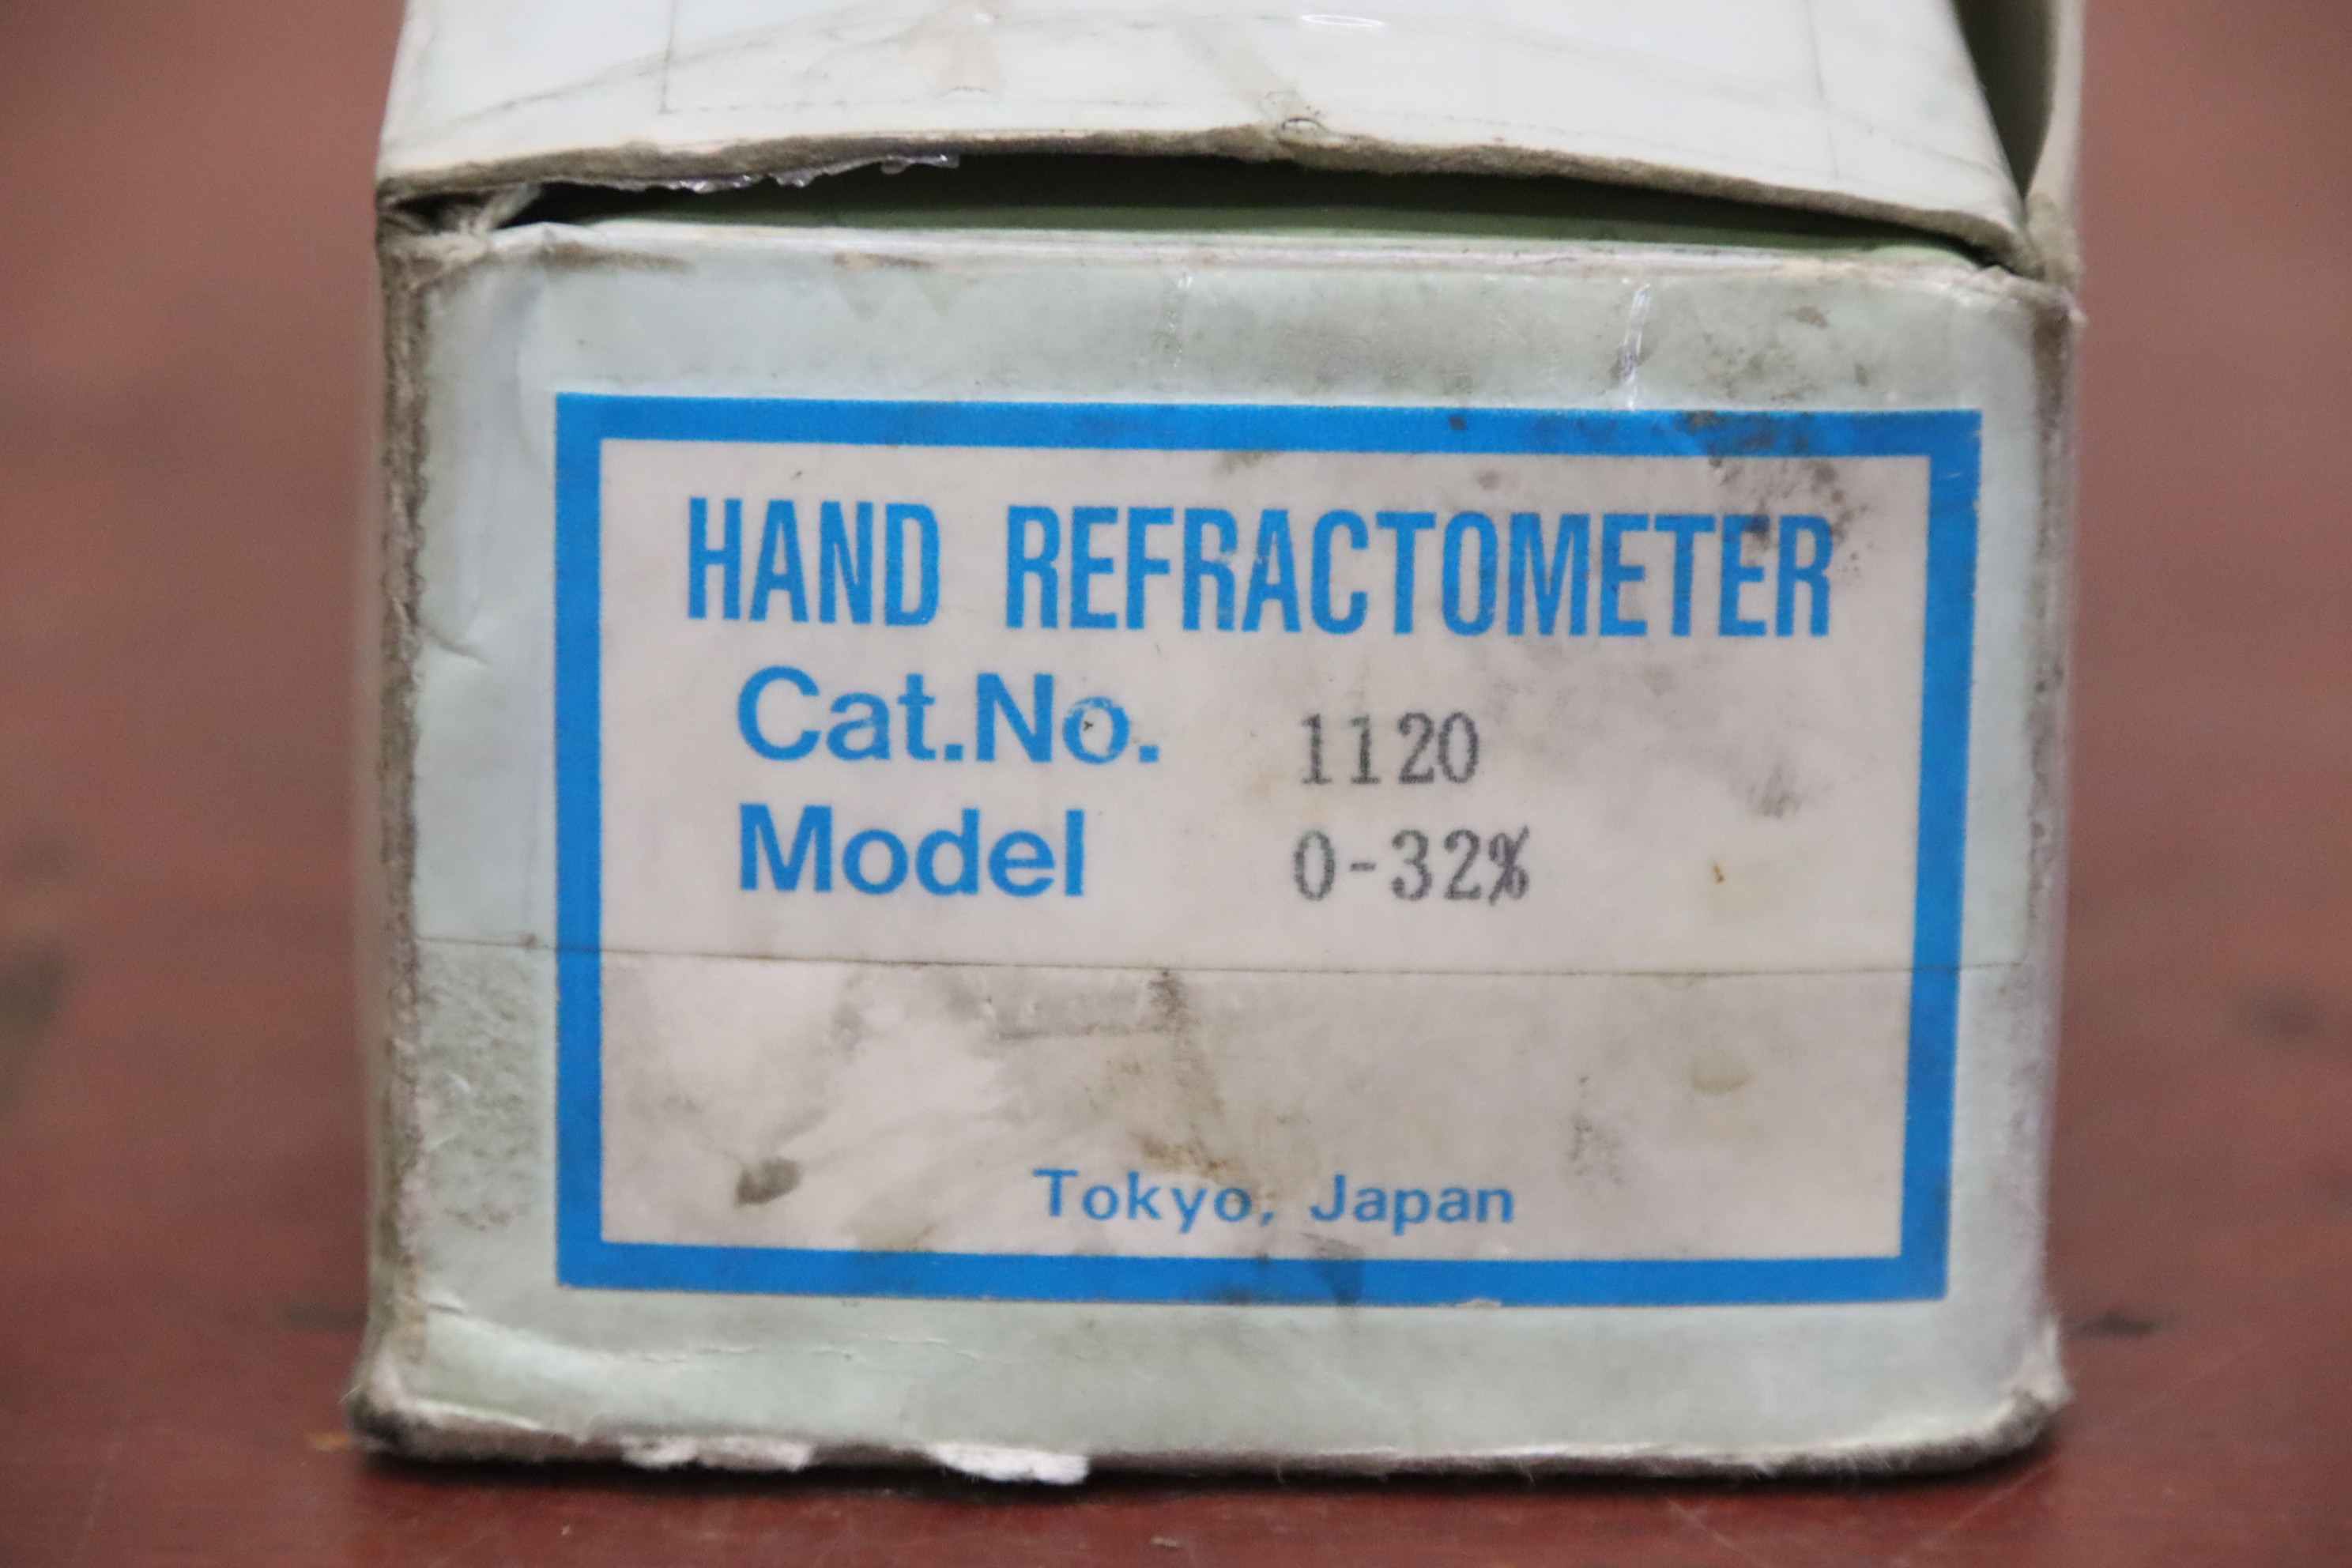 HAND REFRACTOMETER
Cat.No. 1120
Model 0-32%
Tokyo, Japan